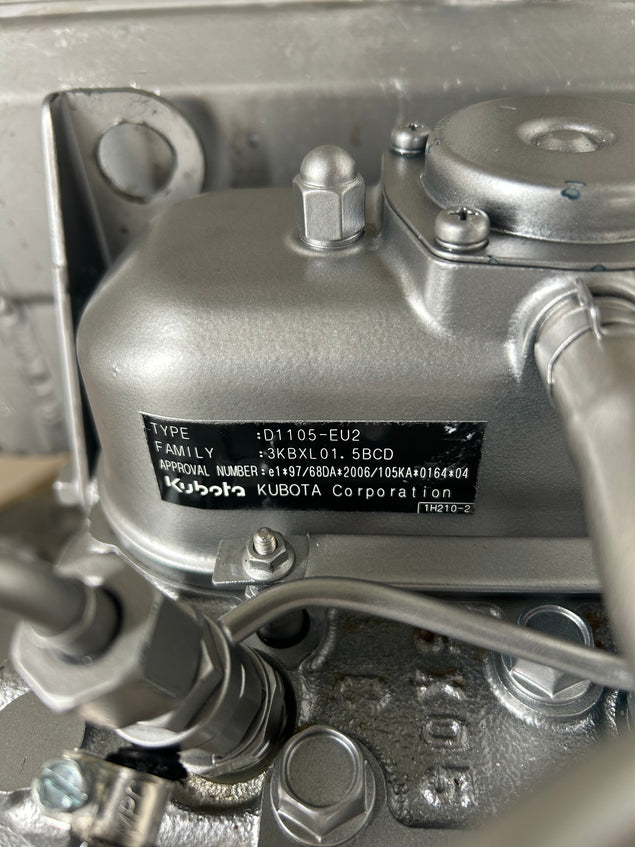 TYPE :D1105-EU2
FAMILY :3KBXL01.5BCD
APPROVAL NUMBER:e1*97/68DA*2006/105KA*0164*04
Kubota KUBOTA Corporation
1H210-2